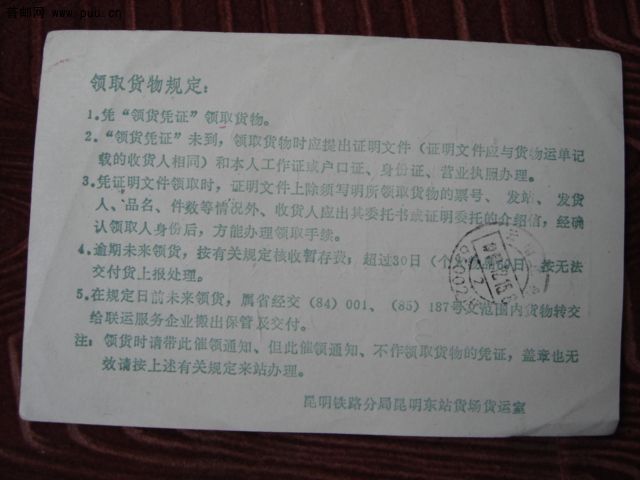 普邮网 www.puu.cn
领取货物规定：
1.凭“领货凭证”领取货物。
2.“领货凭证”未到，领取货物时应提出证明文件（证明文件应与货物运单记
载的收货人相同）和本人工作证或户口证、身份证、营业执照办理。
3.凭证明文件领取时，证明文件上除须写明所领取货物的票号、发站、发货
人、品名、件数等情况外、收货人应出其委托书或证明委托的介绍信，经确
认领取人身份后，方能办理领取手续。
4.逾期未来领货，按有关规定核收暂存费，超过30日（个 日，按无法
交付货上报处理。
5.在规定日前未来领货，属省经交（84）001、（85）187号文范围内货物转交
给联运服务企业搬出保管及交付。
注：领货时请带此催领通知、但此催领通知、不作领取货物的凭证，盖章也无
效请按上述有关规定来站办理。
昆明铁路分局昆明东站货场货运室